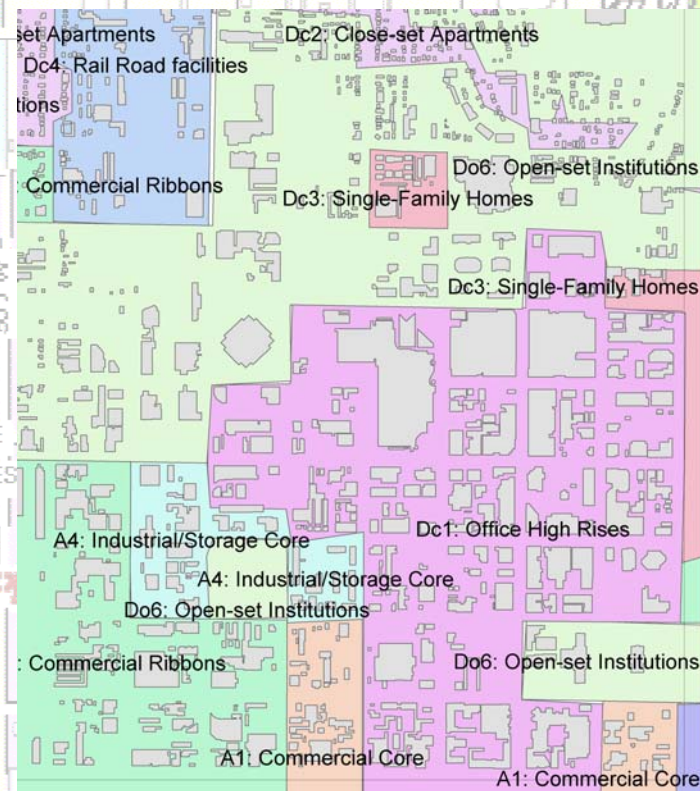 set Apartments
Dc2: Close-set Apartments
Dc4: Rail Road facilities
tions
Do6: Open-set Institutions
Commercial Ribbons
Dc3: Single-Family Homes
Dc3: Single-Family Homes
Dc1: Office High Rises
A4: Industrial/Storage Core
A4: Industrial/Storage Core
Do6: Open-set Institutions
: Commercial Ribbons
Do6: Open-set Institutions
A1: Commercial Core
A1: Commercial Core